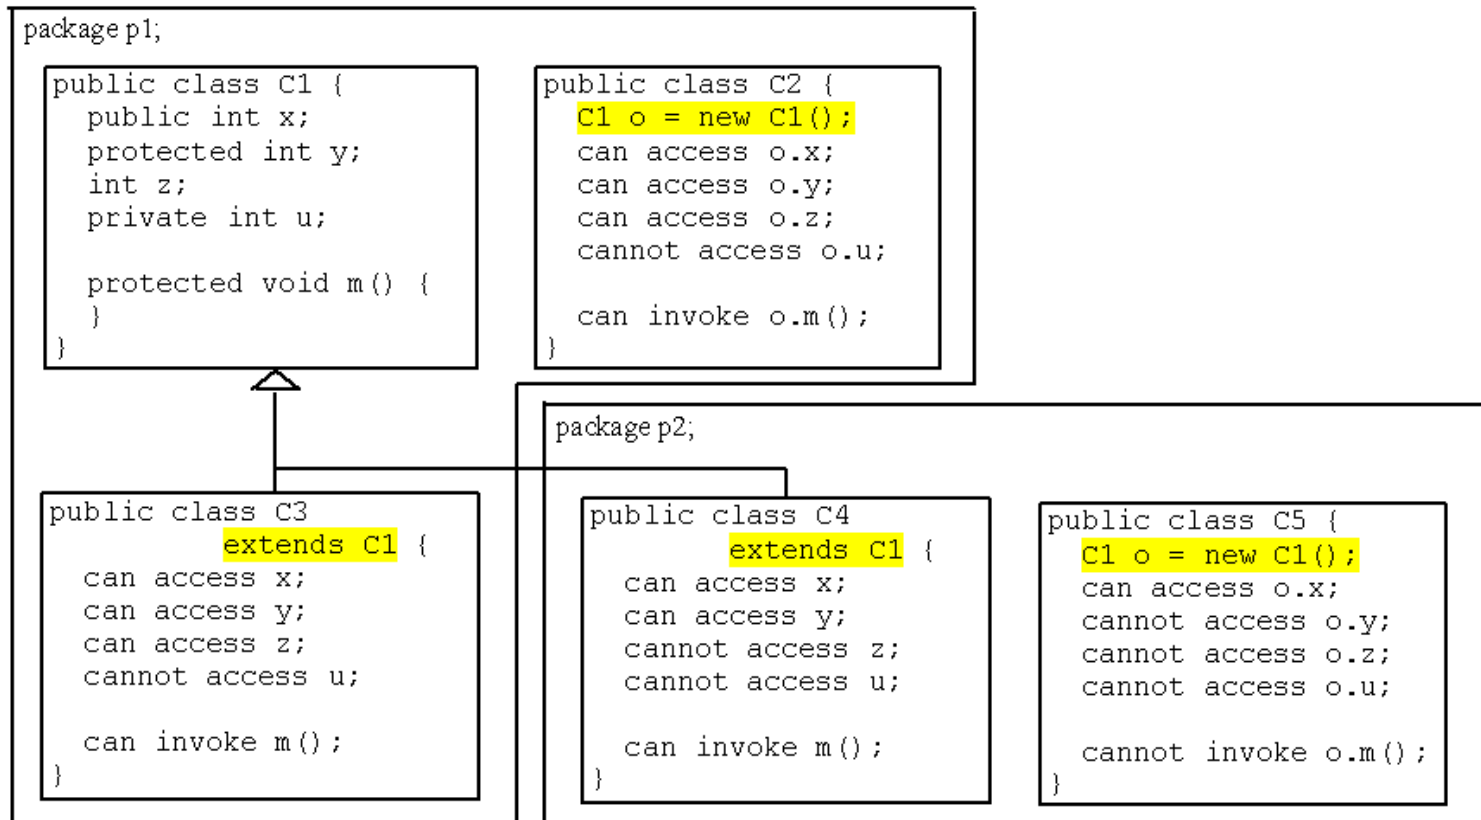 package p1;
public class C1 {
public int x;
protected int y;
int z;
private int u;
protected void m() {
}
}
public class C2 {
C1 o = new C1();
can access o.x;
can access o.y;
can access o.z;
cannot access o.u;
can invoke o.m();
}
public class C3
extends C1 {
can access x;
can access y;
can access z;
cannot access u;
can invoke m();
}
package p2;
public class C4
extends C1 {
can access x;
can access y;
cannot access z;
cannot access u;
can invoke m();
}
public class C5 {
C1 o = new C1();
can access o.x;
cannot access o.y;
cannot access o.z;
cannot access o.u;
cannot invoke o.m();
}